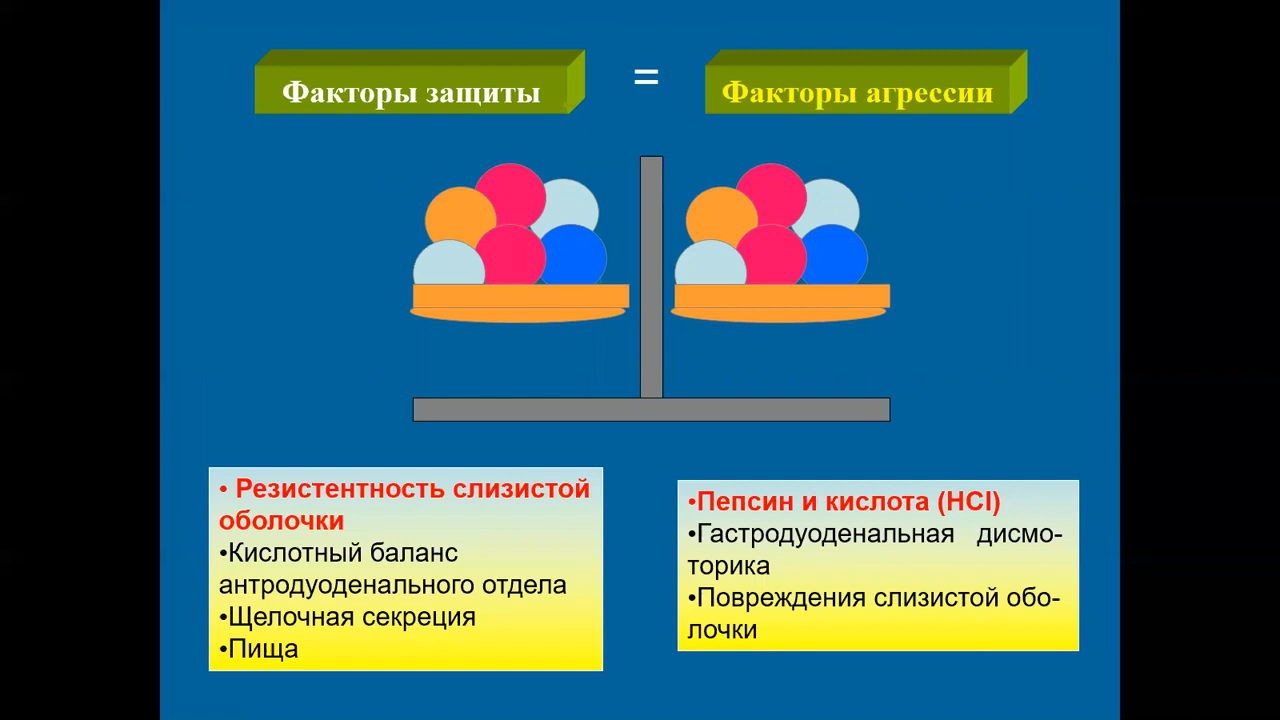 Факторы защиты
=
Факторы агрессии
• Резистентность слизистой
оболочки
•Кислотный баланс
антродуоденального отдела
•Щелочная секреция
•Пища
•Пепсин и кислота (HCl)
•Гастродуоденальная дисмо-
торика
•Повреждения слизистой обо-
лочки